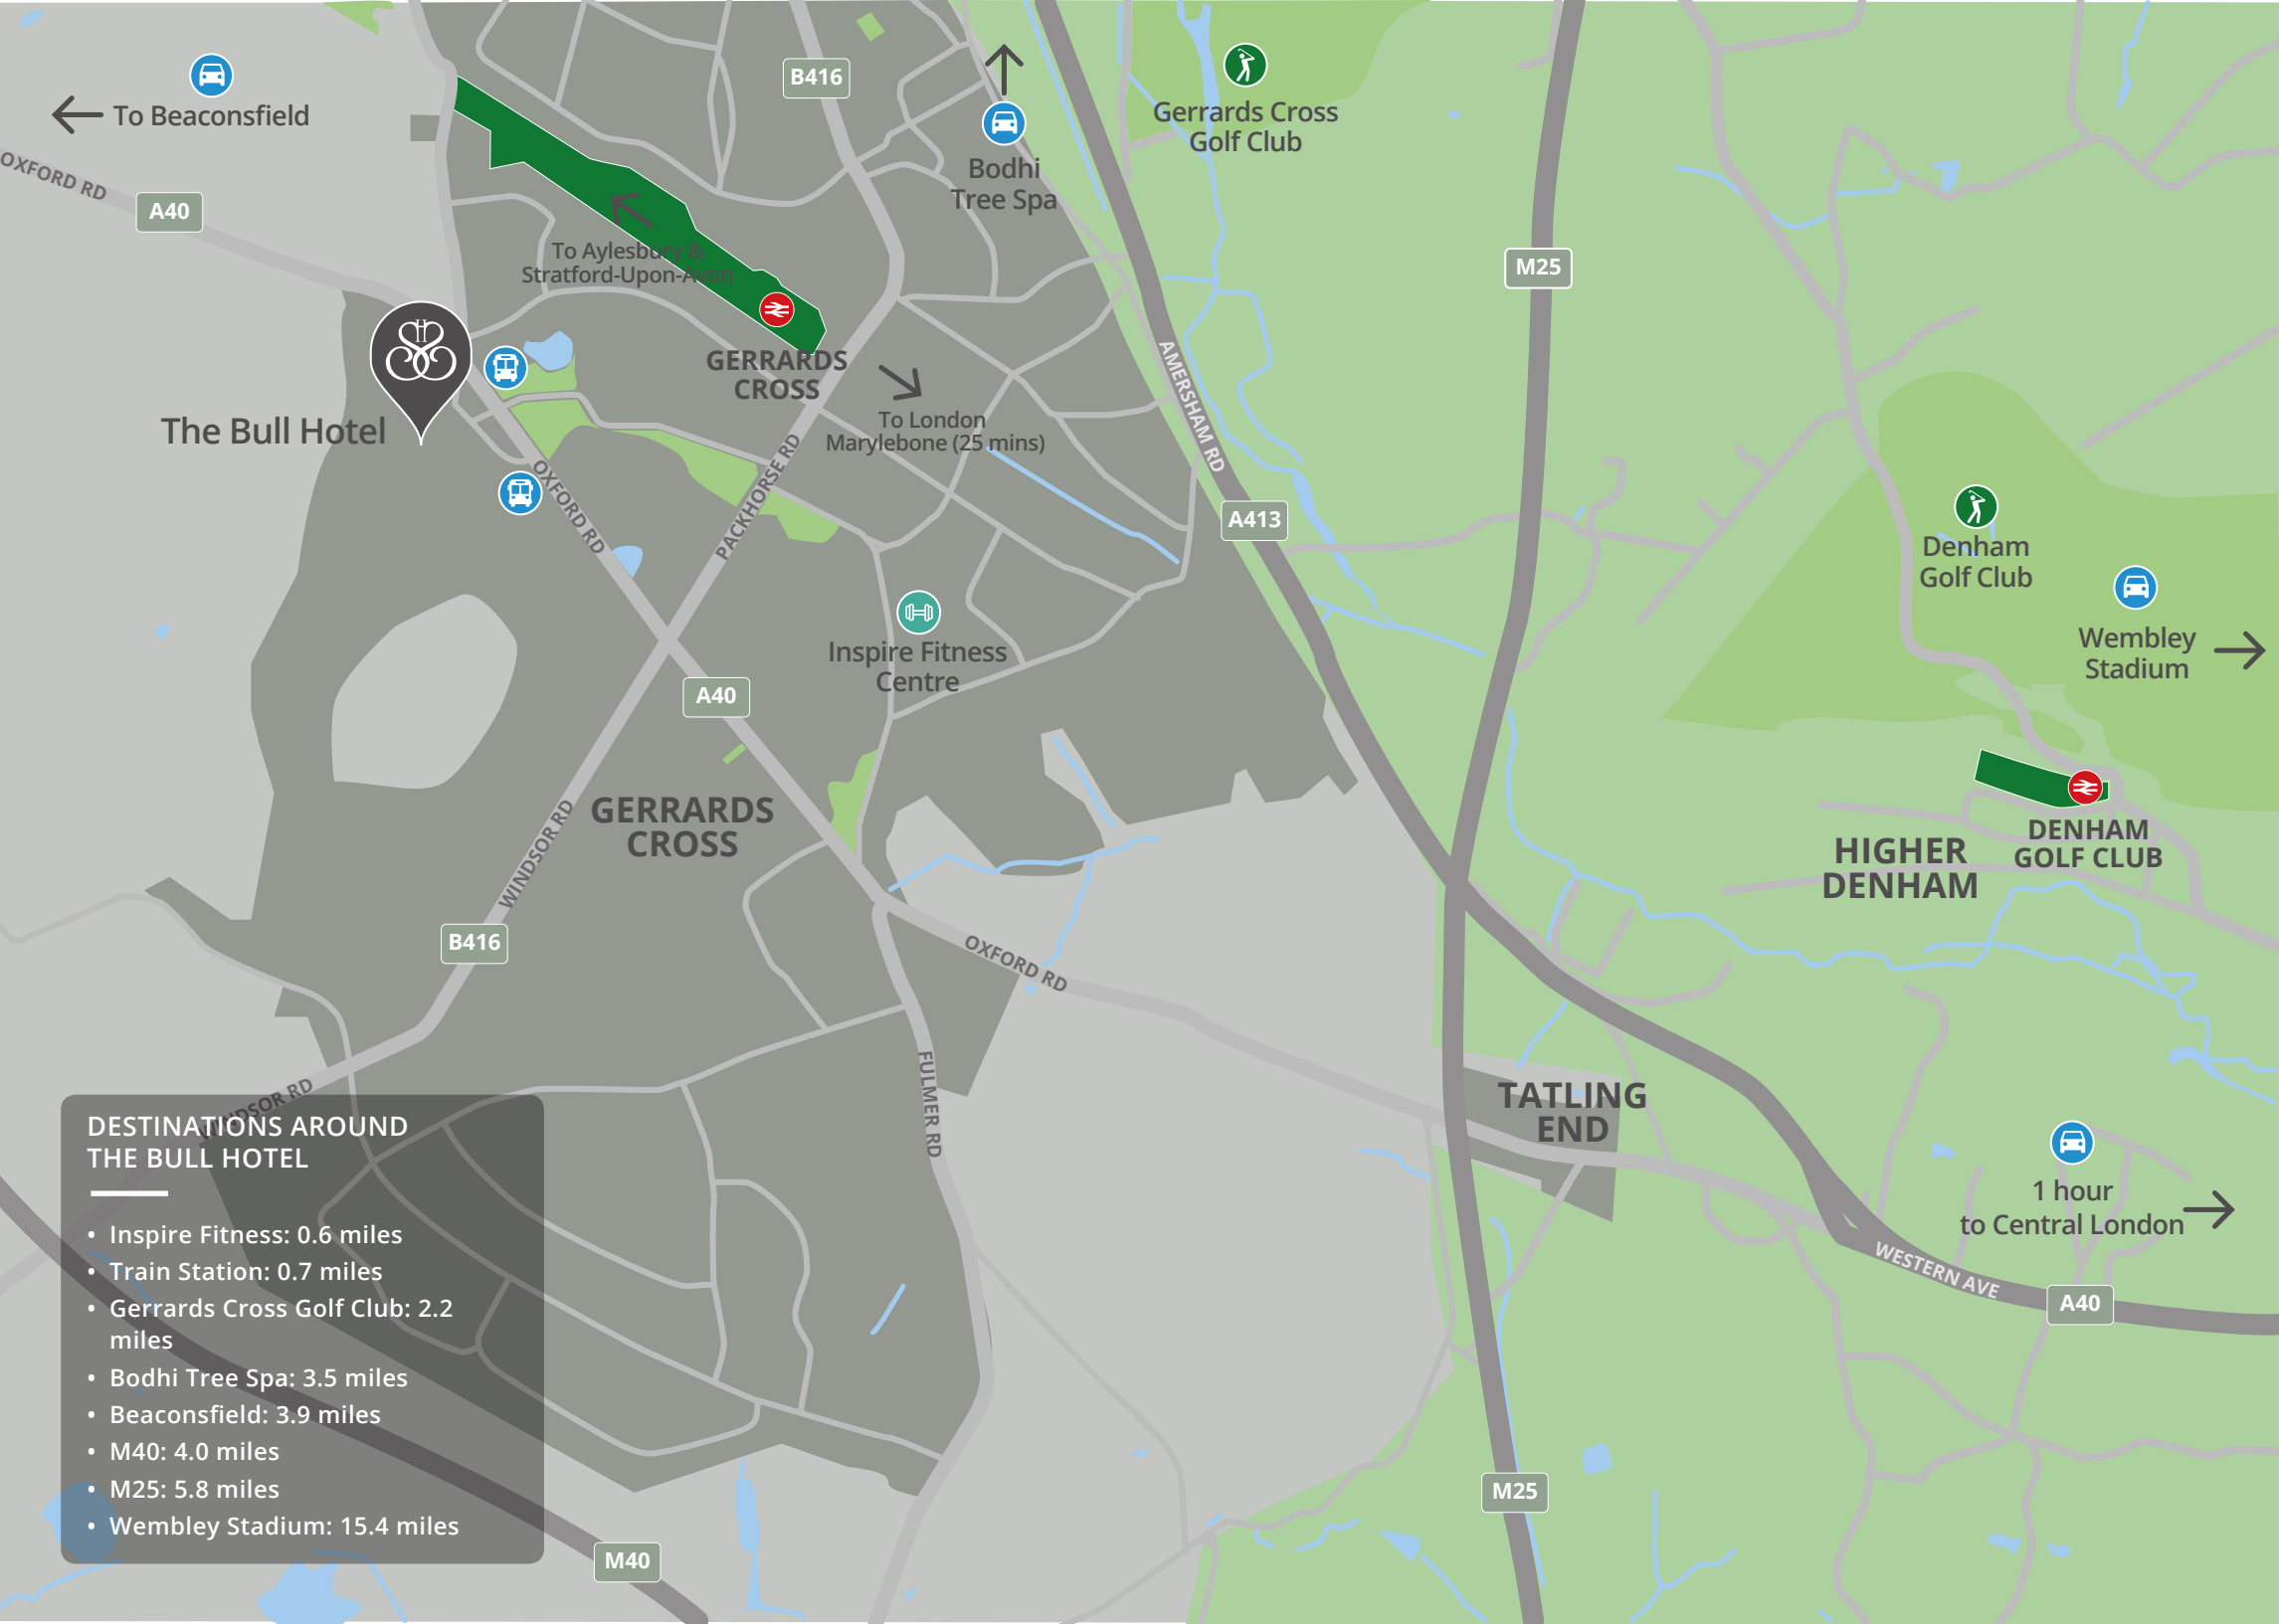 B416
To Beaconsfield
OXFORD RD
A40
Bodhi
Tree Spa
Gerrards Cross
Golf Club
M25
To Aylesbury &
Stratford-Upon-Avon
GERRARDS
CROSS
To London
Marylebone (25 mins)
AMERSHAM RD
The Bull Hotel
OXFORD RD
PACKHORSE RD
A413
Denham
Golf Club
Wembley
Stadium
Inspire Fitness
Centre
A40
GERRARDS
CROSS
WINDSOR RD
B416
HIGHER
DENHAM
DENHAM
GOLF CLUB
OXFORD RD
FULMER RD
TATLING
END
WINDSOR RD
1 hour
to Central London
WESTERN AVE
A40
M25
M40
DESTINATIONS AROUND
THE BULL HOTEL
• Inspire Fitness: 0.6 miles
• Train Station: 0.7 miles
• Gerrards Cross Golf Club: 2.2
miles
• Bodhi Tree Spa: 3.5 miles
• Beaconsfield: 3.9 miles
• M40: 4.0 miles
• M25: 5.8 miles
• Wembley Stadium: 15.4 miles